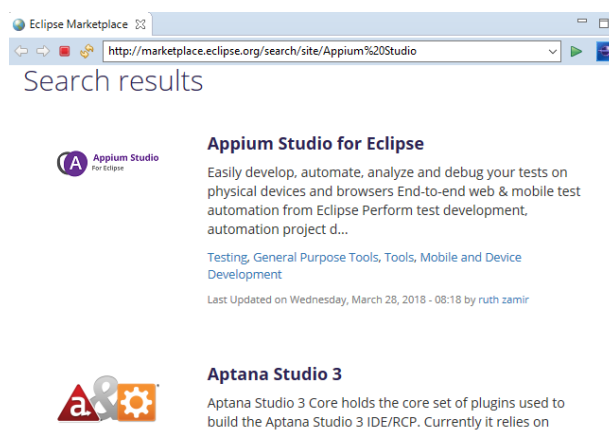 Eclipse Marketplace
http://marketplace.eclipse.org/search/site/Appium%20Studio
Search results
Appium Studio
For Eclipse
Appium Studio for Eclipse
Easily develop, automate, analyze and debug your tests on
physical devices and browsers End-to-end web & mobile test
automation from Eclipse Perform test development,
automation project d...
Testing, General Purpose Tools, Tools, Mobile and Device
Development
Last Updated on Wednesday, March 28, 2018 - 08:18 by ruth zamir
a&
Aptana Studio 3
Aptana Studio 3 Core holds the core set of plugins used to
build the Aptana Studio 3 IDE/RCP. Currently it relies on